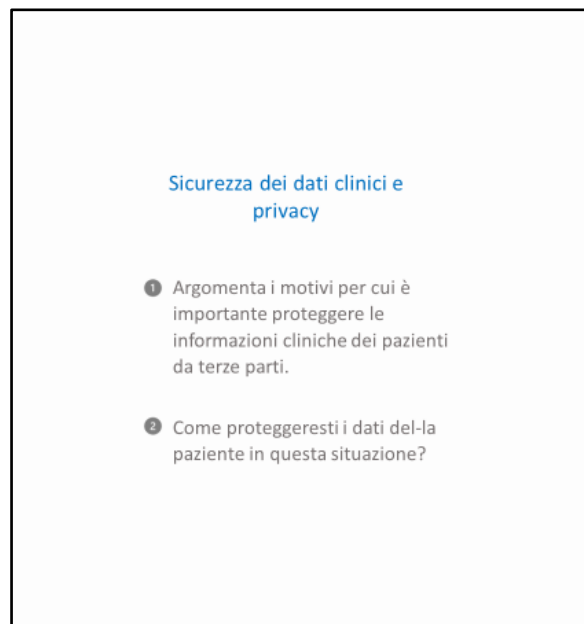 Sicurezza dei dati clinici e
privacy
1 Argomenta i motivi per cui è
importante proteggere le
informazioni cliniche dei pazienti
da terze parti.
2 Come proteggeresti i dati del-la
paziente in questa situazione?